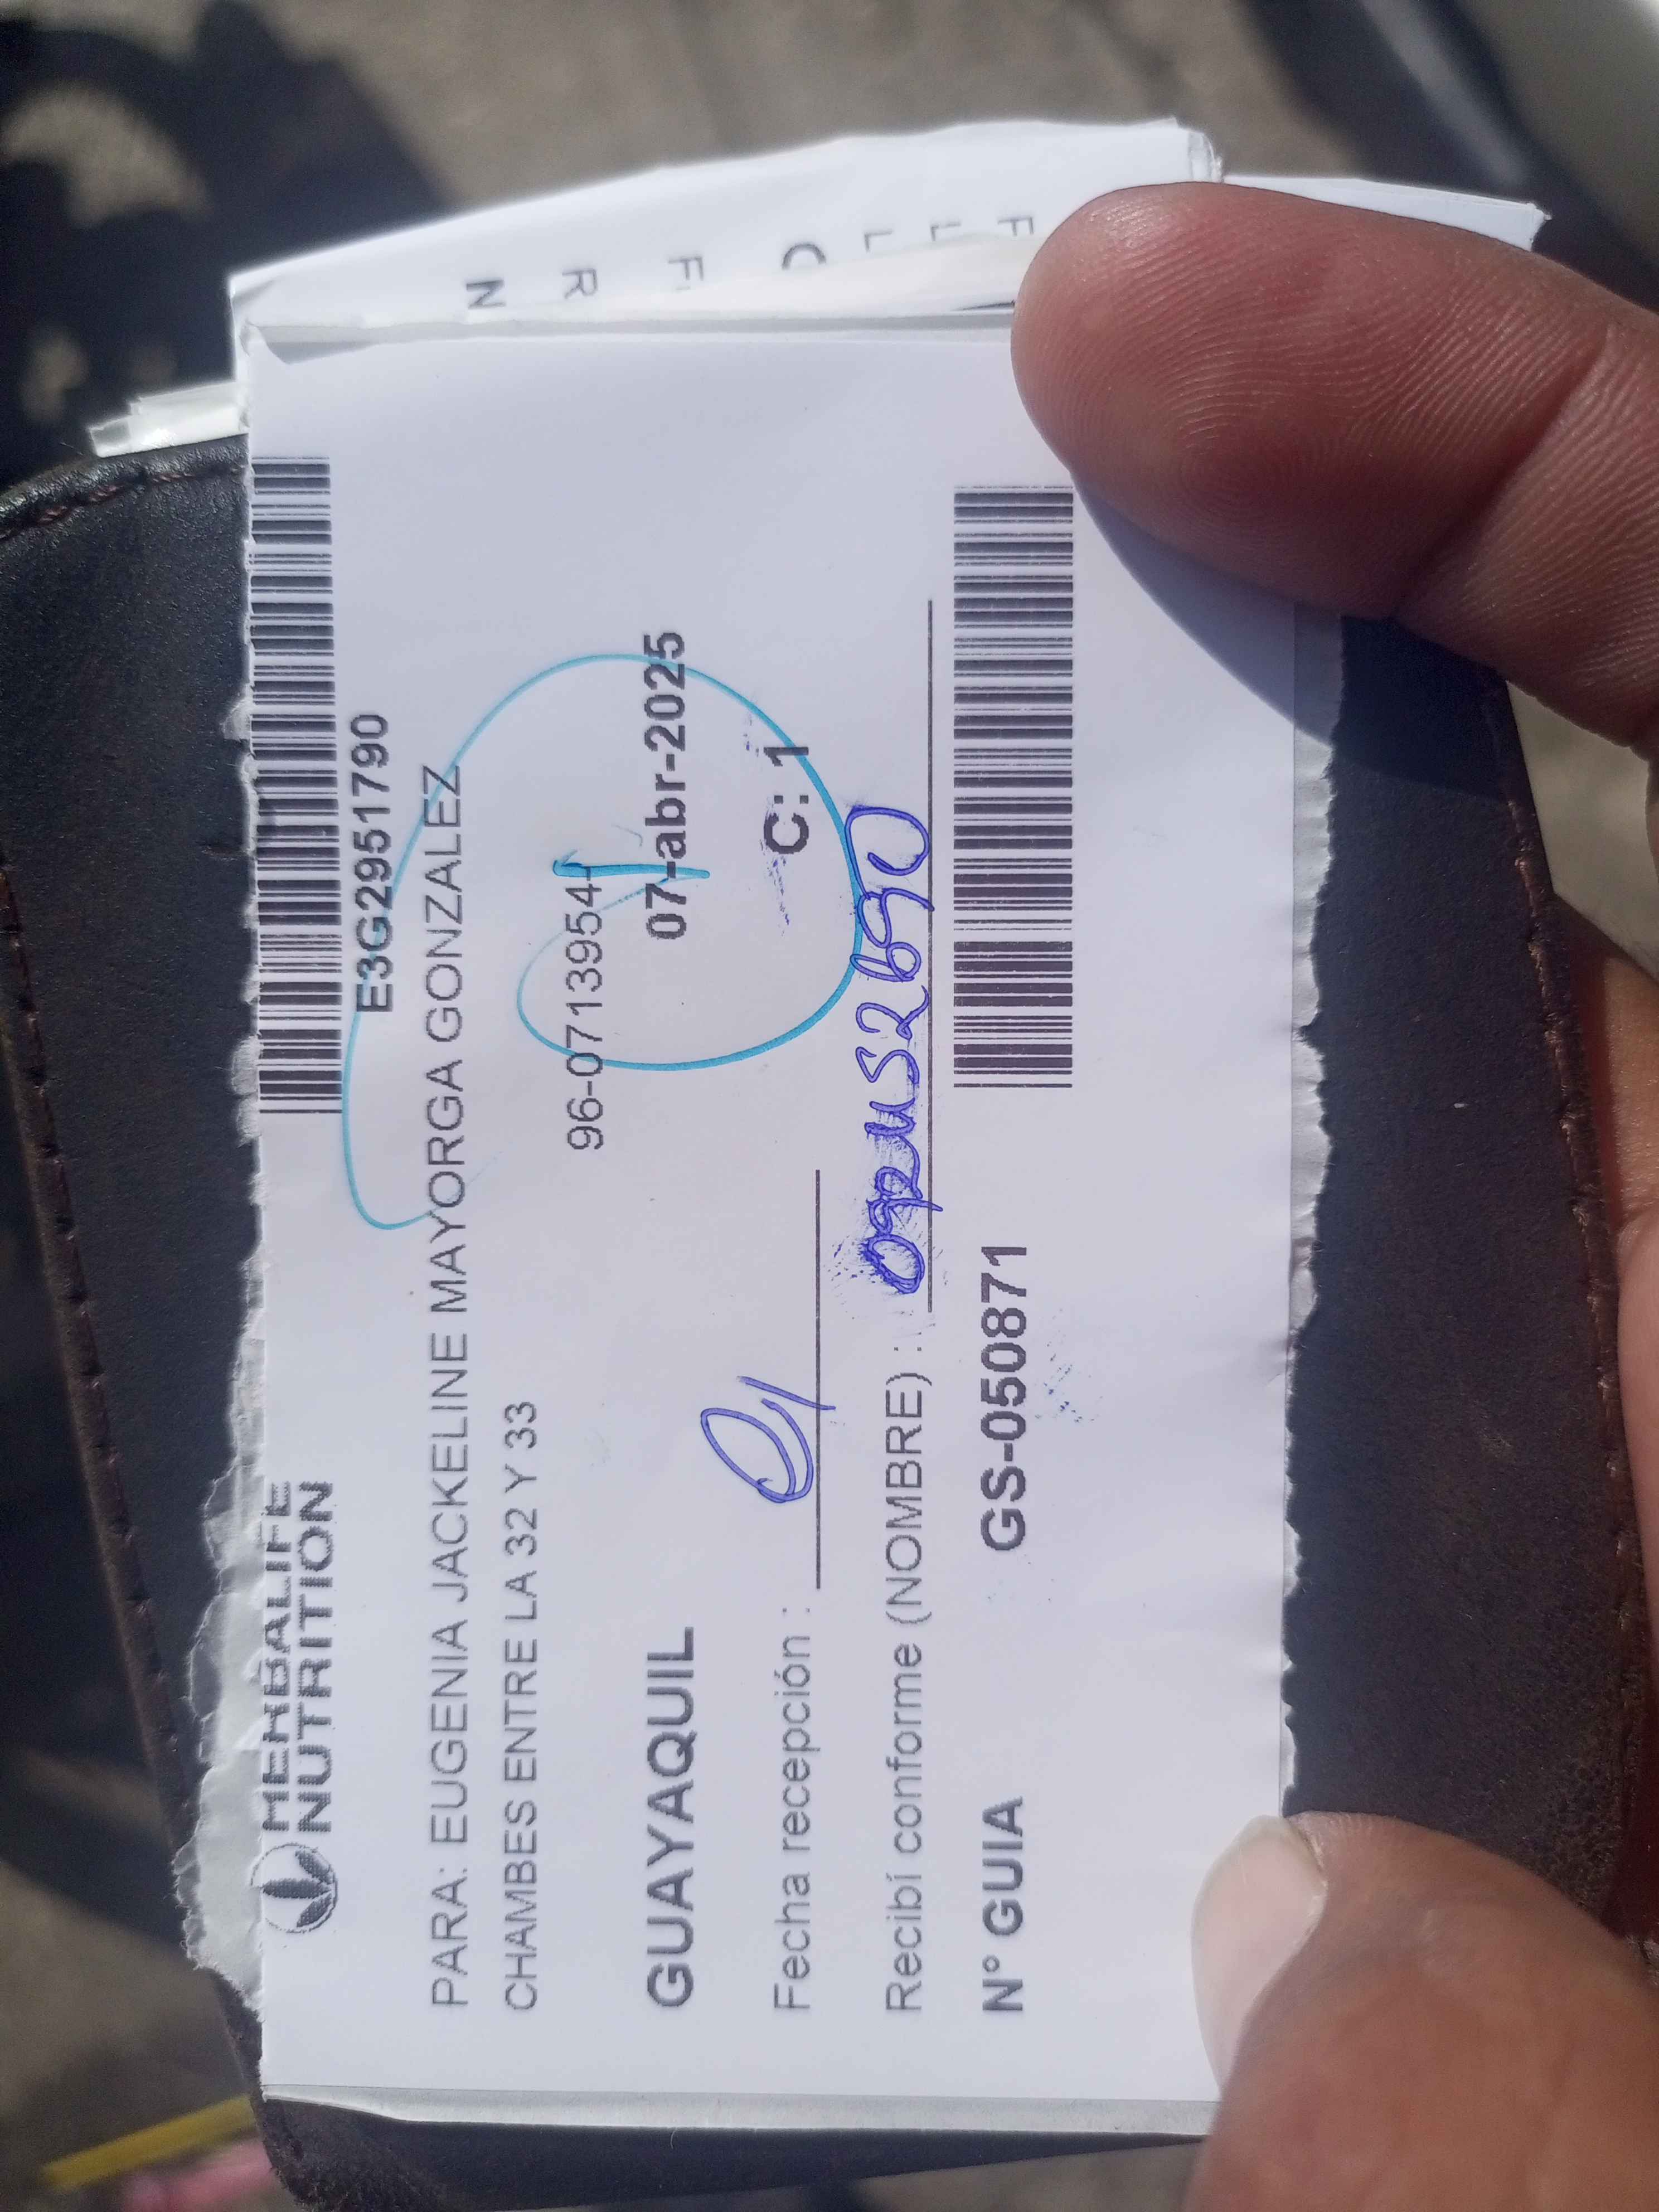 HERBALIFE
NUTRITION
E3G2951790
PARA: EUGENIA JACKELINE MAYORGA GONZALEZ
CHAMBES ENTRE LA 32 Y 33
96-0713954
GUAYAQUIL
07-abr-2025
Fecha recepción :
C: 1
Recibí conforme (NOMBRE) :
N° GUIA
GS-050871
N
R
F
C
L
L
F